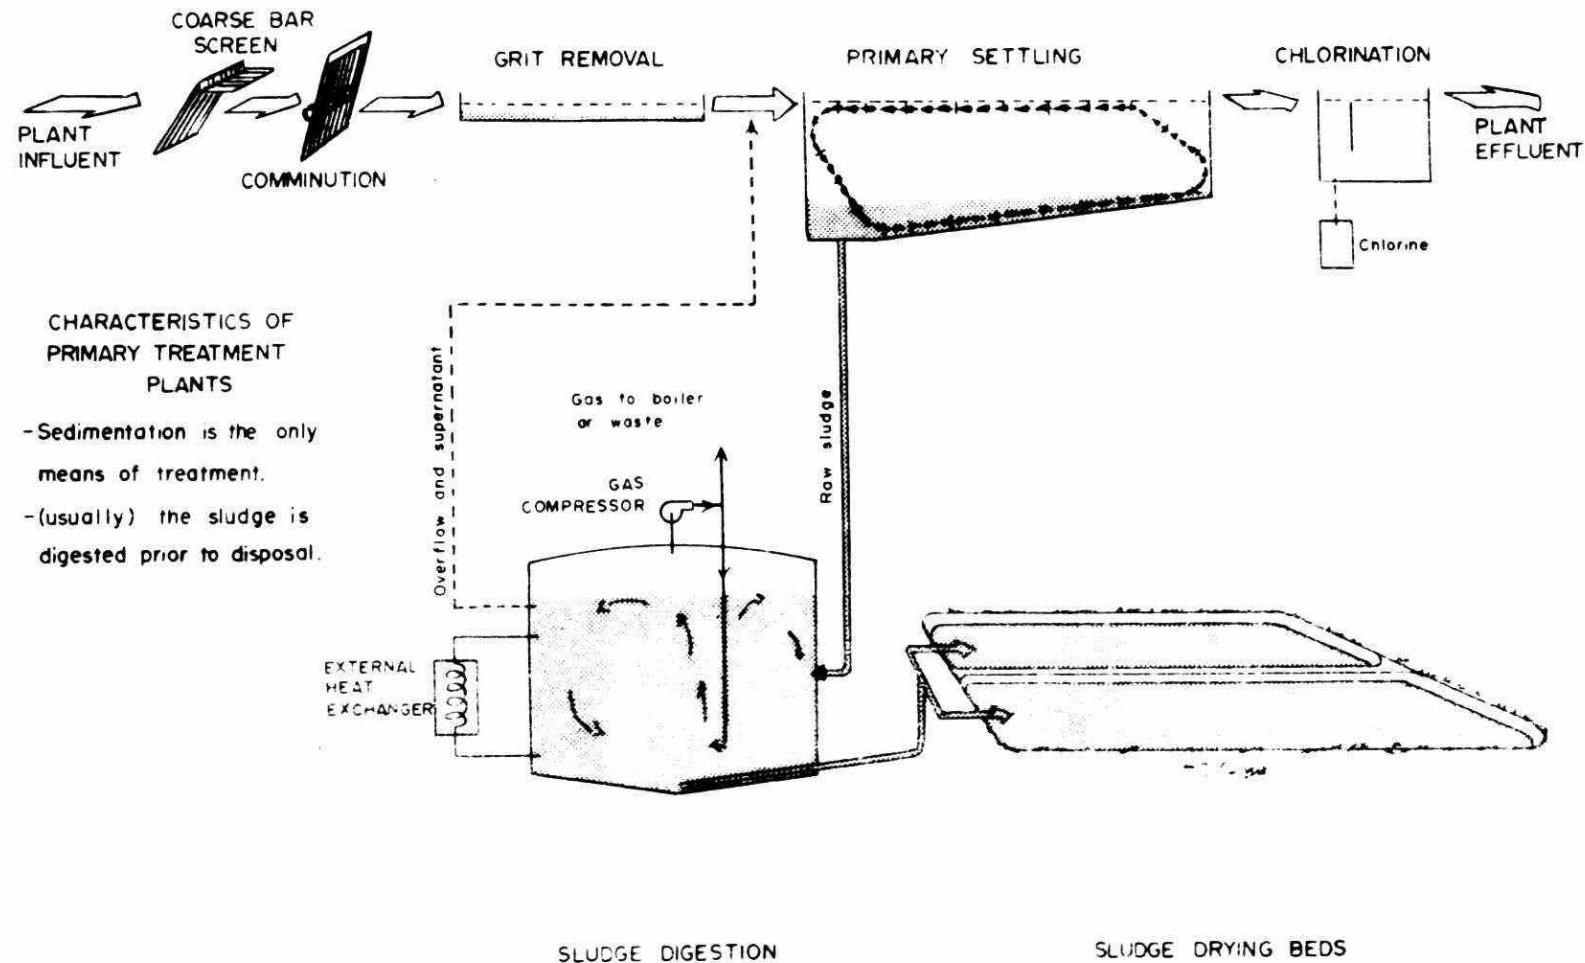 COARSE BAR
SCREEN
GRIT REMOVAL
PRIMARY SETTLING
CHLORINATION
PLANT
INFLUENT
COMMINUTION
PLANT
EFFLUENT
Chlorine
CHARACTERISTICS OF
PRIMARY TREATMENT
PLANTS
-Sedimentation is the only
means of treatment.
-(usually) the sludge is
digested prior to disposal.
Overflow and supernatant
Gas to boiler
or waste
GAS
COMPRESSOR
Raw sludge
EXTERNAL
HEAT
EXCHANGER
SLUDGE DIGESTION
SLUDGE DRYING BEDS